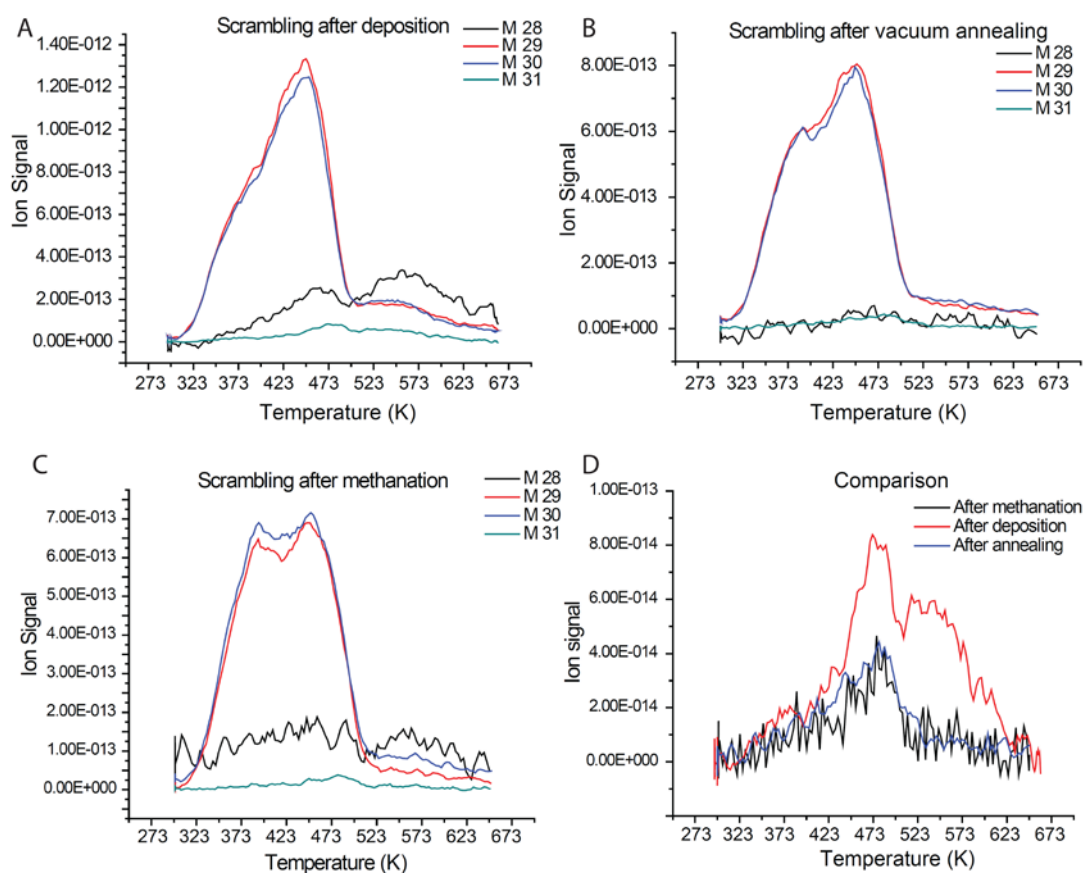 A
Scrambling after deposition
M 28
M 29
M 30
M 31
1.40E-012
1.20E-012
1.00E-012
8.00E-013
6.00E-013
4.00E-013
2.00E-013
0.00E+000
Ion Signal
273 323 373 423 473 523 573 623 673
Temperature (K)
B
Scrambling after vacuum annealing
M 28
M 29
M 30
M 31
8.00E-013
6.00E-013
4.00E-013
2.00E-013
0.00E+000
Ion Signal
273 323 373 423 473 523 573 623 673
Temperature (K)
C
Scrambling after methanation
M 28
M 29
M 30
M 31
7.00E-013
6.00E-013
5.00E-013
4.00E-013
3.00E-013
2.00E-013
1.00E-013
0.00E+000
Ion Signal
273 323 373 423 473 523 573 623 673
Temperature (K)
D
Comparison
After methanation
After deposition
After annealing
1.00E-013
8.00E-014
6.00E-014
4.00E-014
2.00E-014
0.00E+000
Ion signal
273 323 373 423 473 523 573 623 673
Temperature (K)